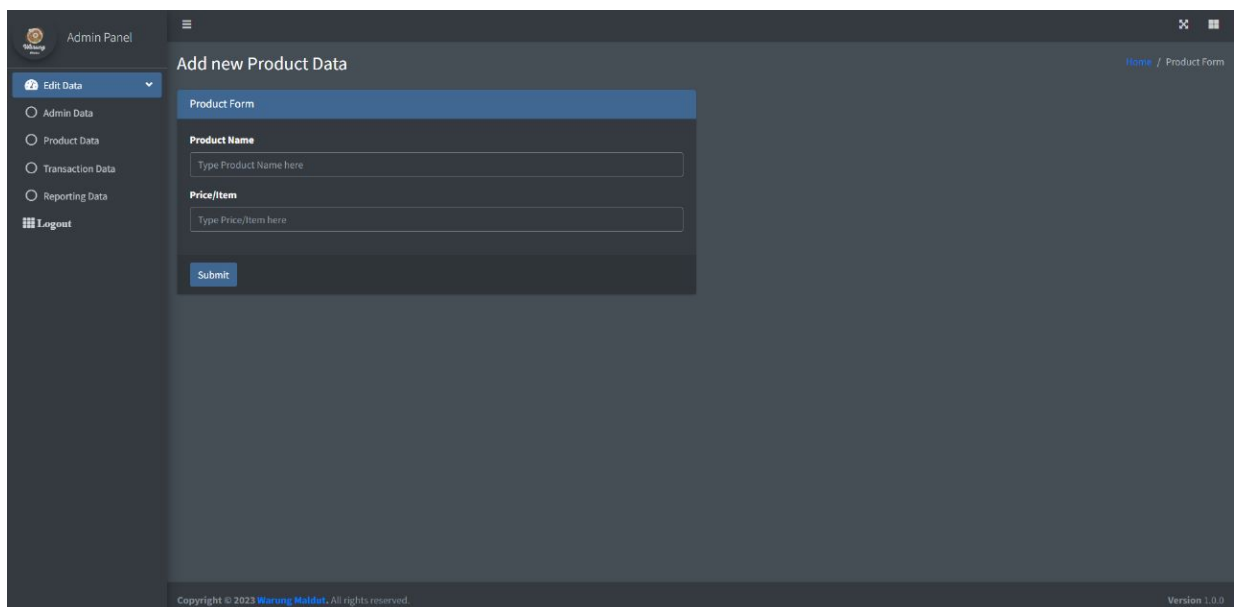 Admin Panel
Warung
Edit Data
Admin Data
Product Data
Transaction Data
Reporting Data
Logout
Add new Product Data
Home / Product Form
Product Form
Product Name
Type Product Name here
Price/Item
Type Price/Item here
Submit
Copyright © 2023 Warung Maldut. All rights reserved.
Version 1.0.0